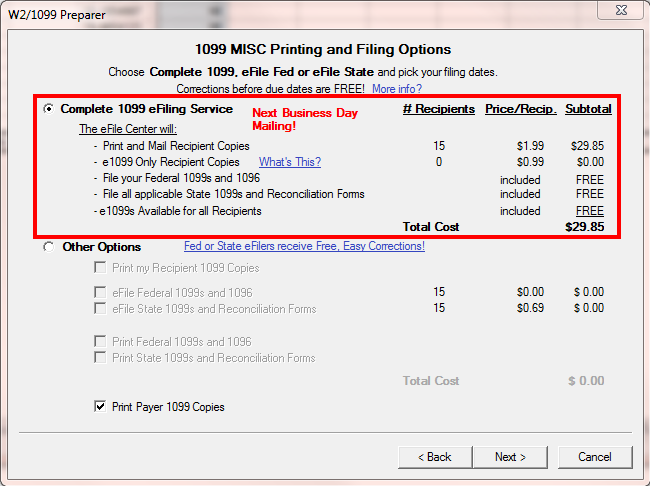 W2/1099 Preparer
1099 MISC Printing and Filing Options
Choose Complete 1099, eFile Fed or eFile State and pick your filing dates.
Corrections before due dates are FREE! More info?
Complete 1099 eFiling Service Next Business Day Mailing! # Recipients Price/Recip. Subtotal
The eFile Center will:
- Print and Mail Recipient Copies 15 $1.99 $29.85
- e1099 Only Recipient Copies What's This? 0 $0.99 $0.00
- File your Federal 1099s and 1096 included FREE
- File all applicable State 1099s and Reconciliation Forms included FREE
- e1099s Available for all Recipients included FREE
Total Cost $29.85
Other Options Fed or State eFilers receive Free, Easy Corrections!
Print my Recipient 1099 Copies
eFile Federal 1099s and 1096 15 $0.00 $ 0.00
eFile State 1099s and Reconciliation Forms 15 $0.69 $ 0.00
Print Federal 1099s and 1096
Print State 1099s and Reconciliation Forms
Total Cost $ 0.00
Print Payer 1099 Copies
< Back Next > Cancel